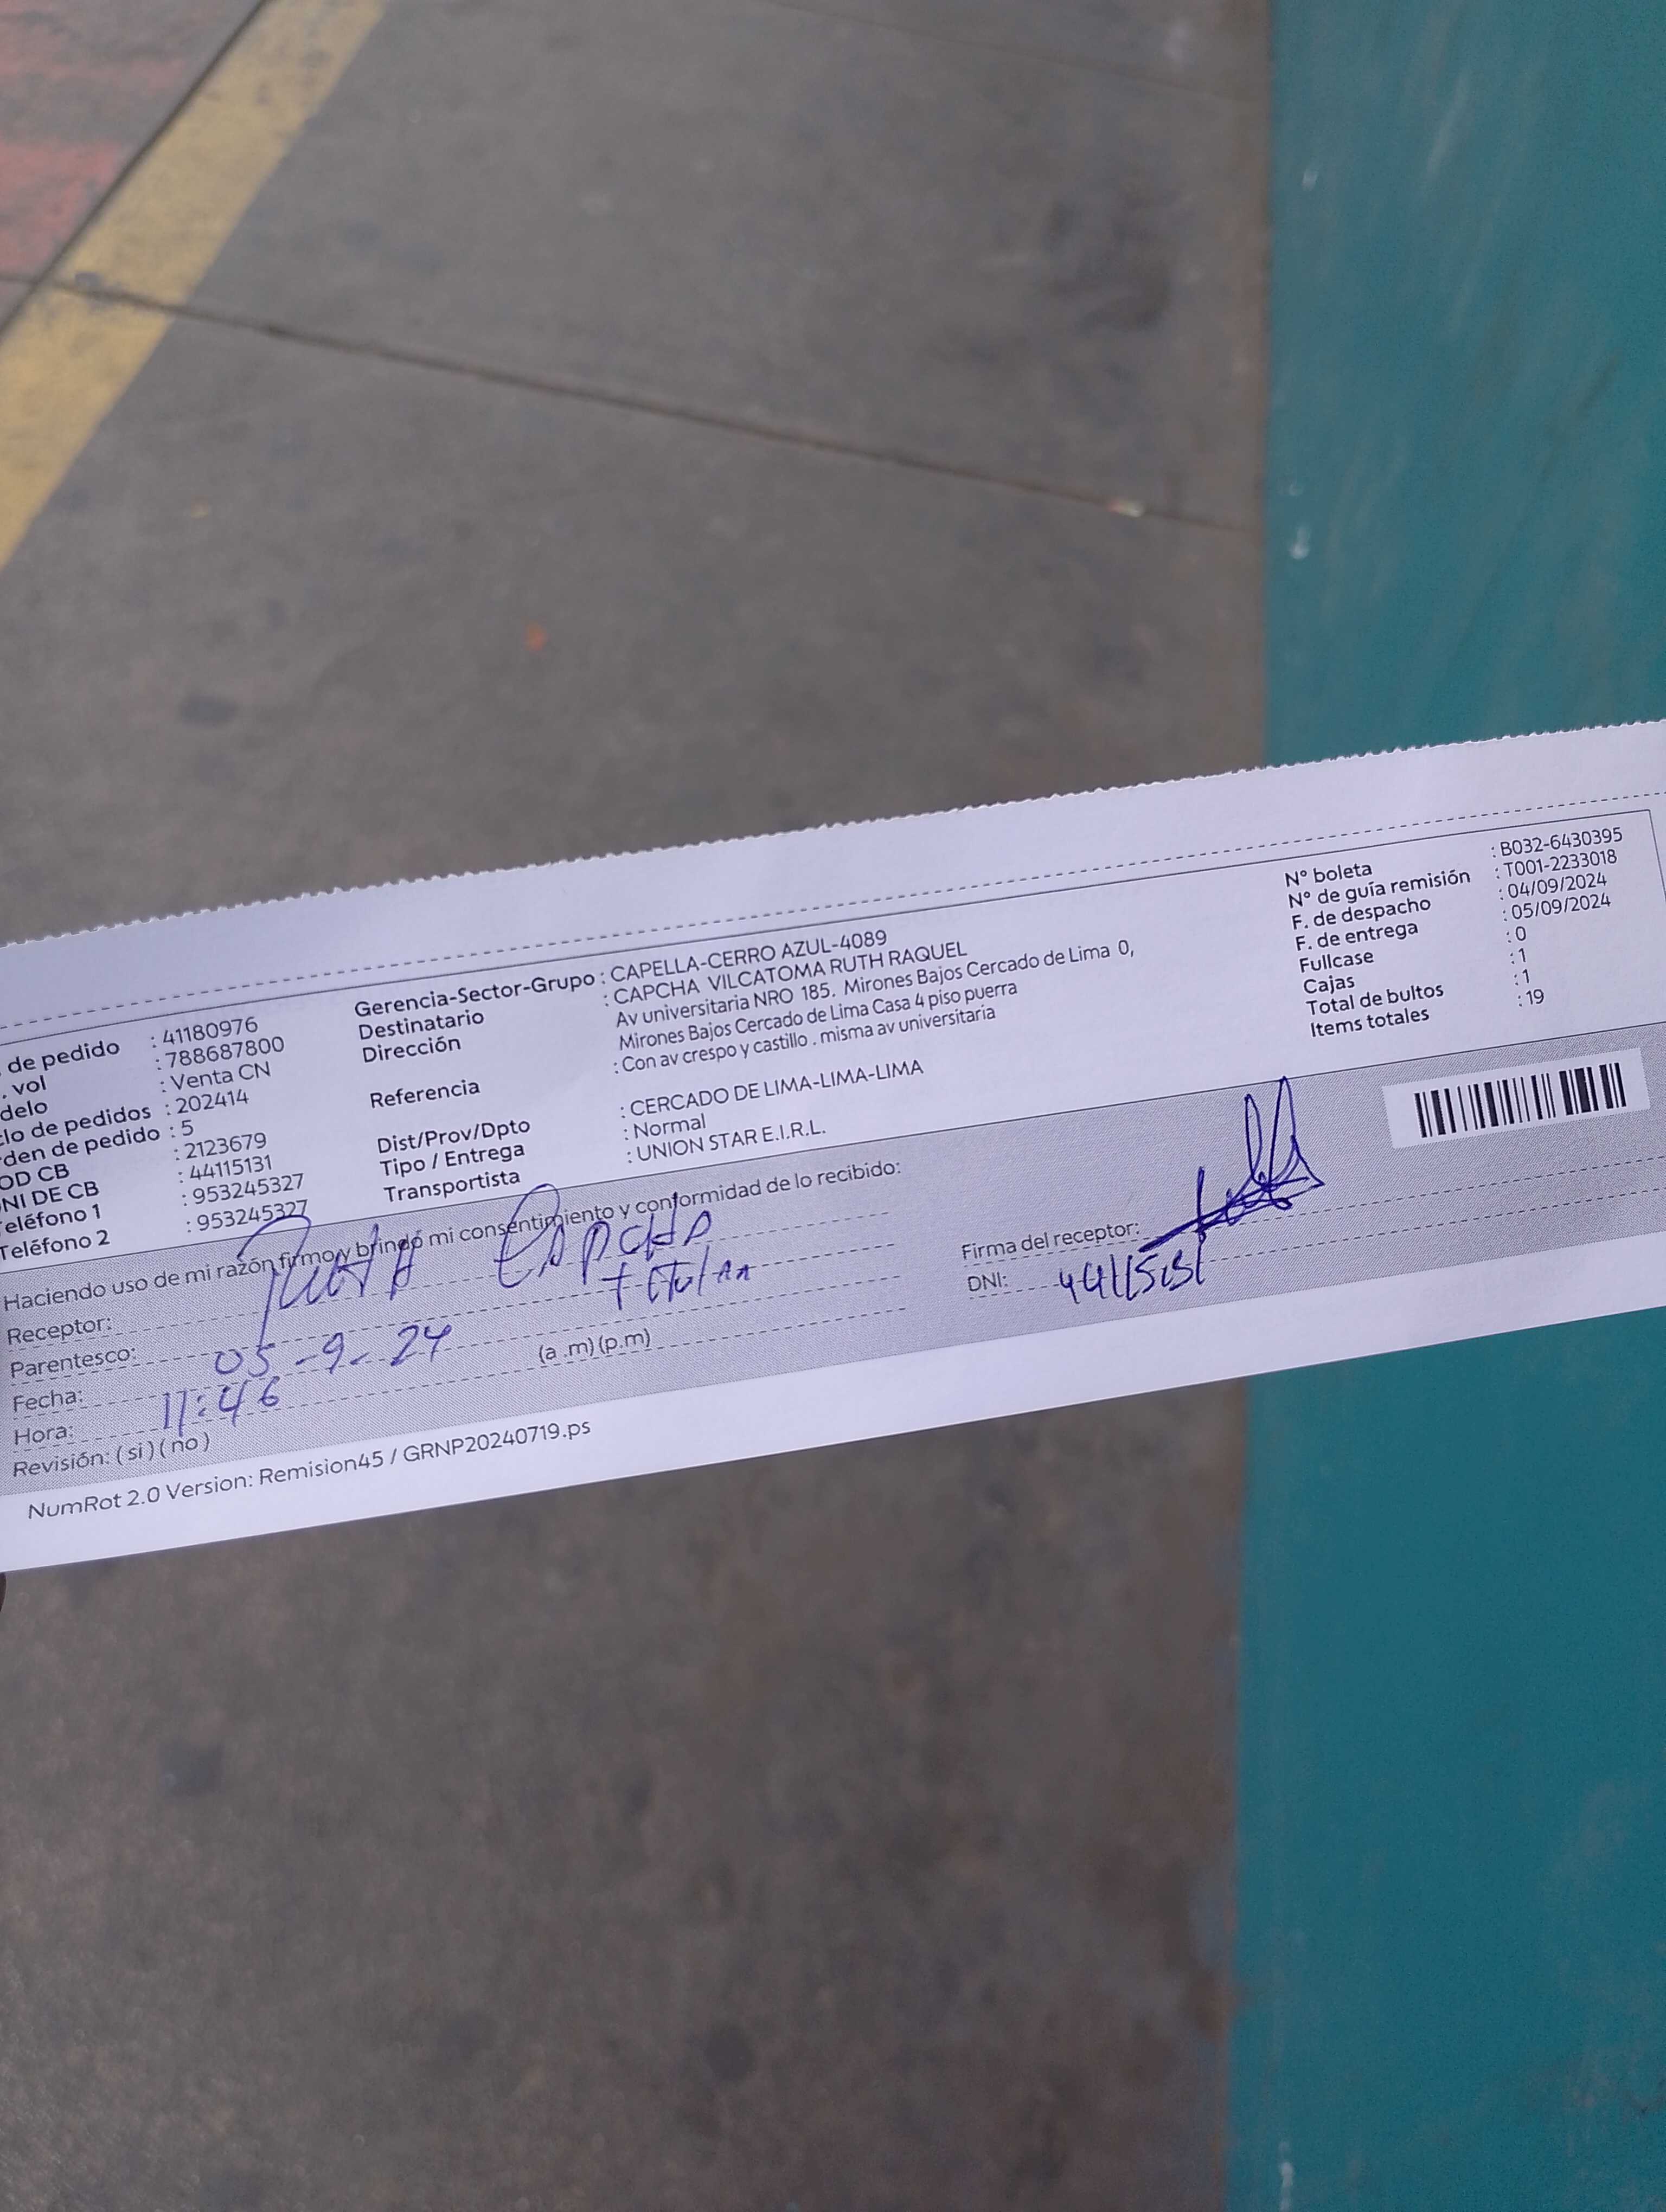 de pedido : 41180976
. vol : 788687800
delo : Venta CN
clo de pedidos : 202414
rden de pedido : 5
OD CB : 2123679
NI DE CB : 44115131
eléfono 1 : 953245327
Teléfono 2 : 953245327
Gerencia-Sector-Grupo : CAPELLA-CERRO AZUL-4089
Destinatario : CAPCHA VILCATOMA RUTH RAQUEL
Dirección Av universitaria NRO 185. Mirones Bajos Cercado de Lima 0,
Mirones Bajos Cercado de Lima Casa 4 piso puerra
Referencia : Con av crespo y castillo . misma av universitaria
Dist/Prov/Dpto : CERCADO DE LIMA-LIMA-LIMA
Tipo / Entrega : Normal
Transportista : UNION STAR E.I.R.L.
N° boleta : B032-6430395
N° de guía remisión : T001-2233018
F. de despacho : 04/09/2024
F. de entrega : 05/09/2024
Fullcase : 0
Cajas : 1
Total de bultos : 1
Items totales : 19
Haciendo uso de mi razón firmo y brindo mi consentimiento y conformidad de lo recibido:
Receptor: Ruth Capcha
Parentesco: titular
Fecha: 05-9-24
Hora: 11:46 (a .m) (p.m)
Revisión: ( si ) ( no )
Firma del receptor:
DNI: 44115131
NumRot 2.0 Version: Remision45 / GRNP20240719.ps